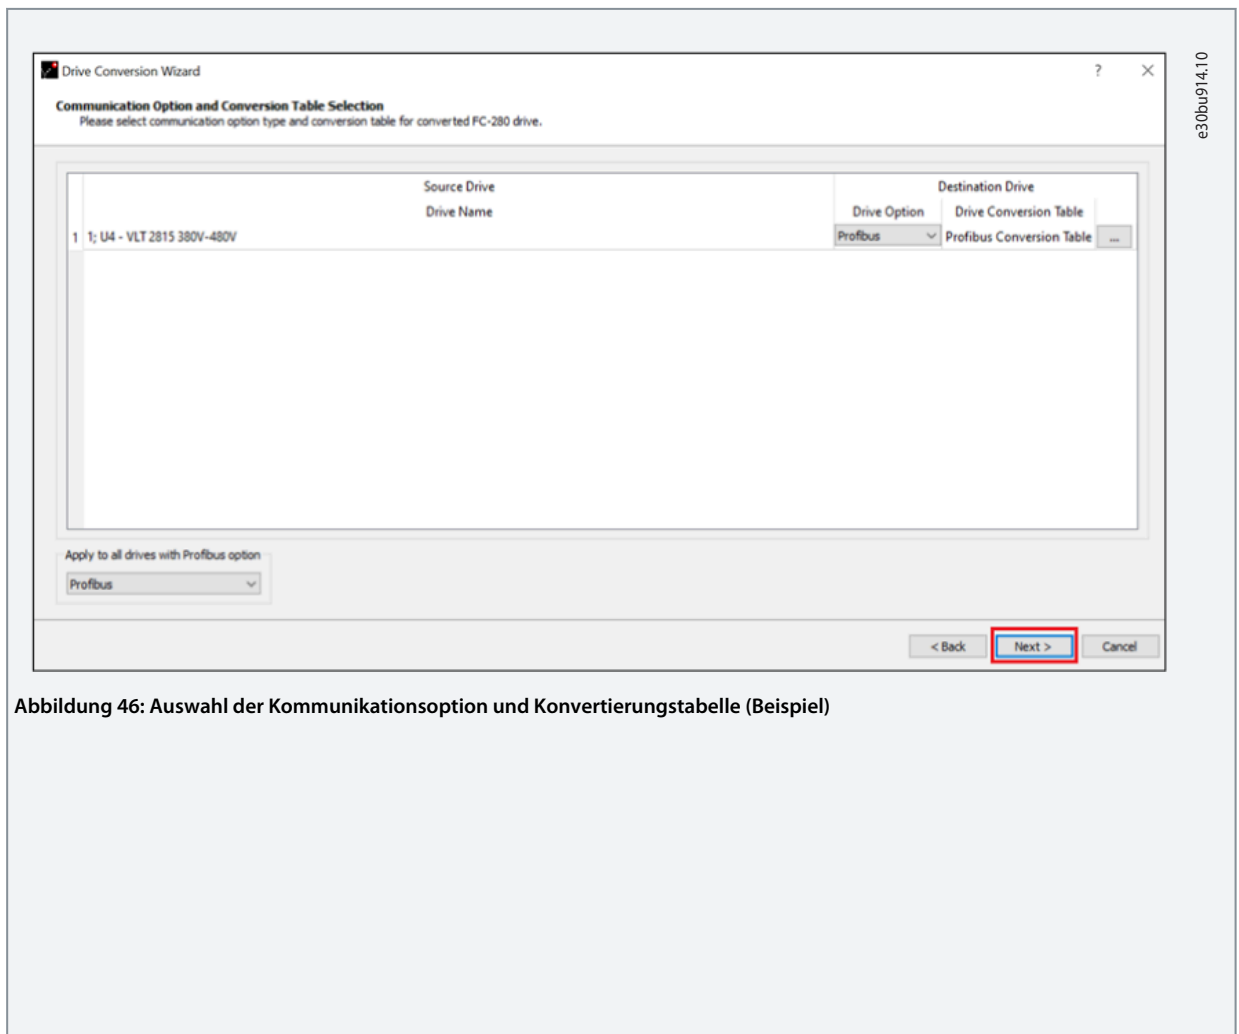 Drive Conversion Wizard
?
e30bu914.10
Communication Option and Conversion Table Selection
Please select communication option type and conversion table for converted FC-280 drive.
Source Drive Destination Drive
Drive Name Drive Option Drive Conversion Table
1 1; U4 - VLT 2815 380V-480V Profibus Profibus Conversion Table ...
Apply to all drives with Profibus option
Profibus
< Back Next > Cancel
Abbildung 46: Auswahl der Kommunikationsoption und Konvertierungstabelle (Beispiel)